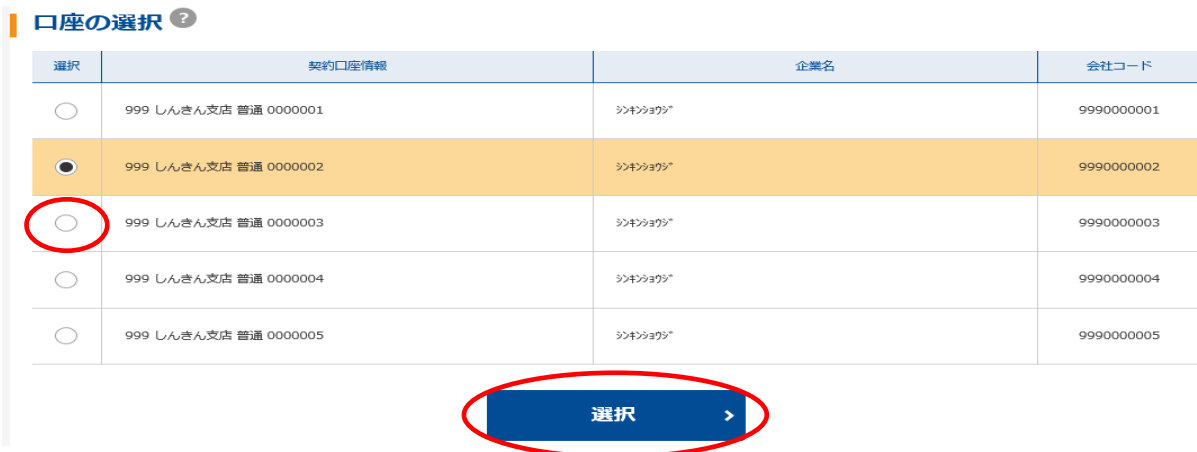 口座の選択 ?
選択 契約口座情報 企業名 会社コード
999 しんきん支店 普通 0000001 ｼﾝｷﾝｼｮｳｼﾞ 9990000001
999 しんきん支店 普通 0000002 ｼﾝｷﾝｼｮｳｼﾞ 9990000002
999 しんきん支店 普通 0000003 ｼﾝｷﾝｼｮｳｼﾞ 9990000003
999 しんきん支店 普通 0000004 ｼﾝｷﾝｼｮｳｼﾞ 9990000004
999 しんきん支店 普通 0000005 ｼﾝｷﾝｼｮｳｼﾞ 9990000005
選択